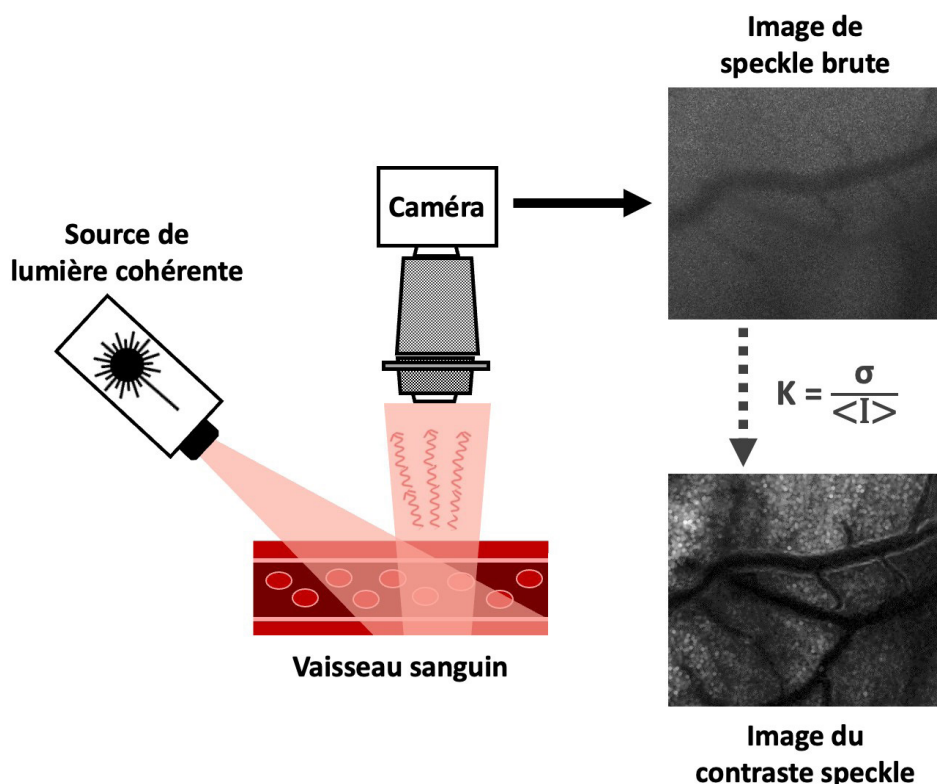 Image de
speckle brute
Caméra
Source de
lumière cohérente
K = σ / <I>
Vaisseau sanguin
Image du
contraste speckle